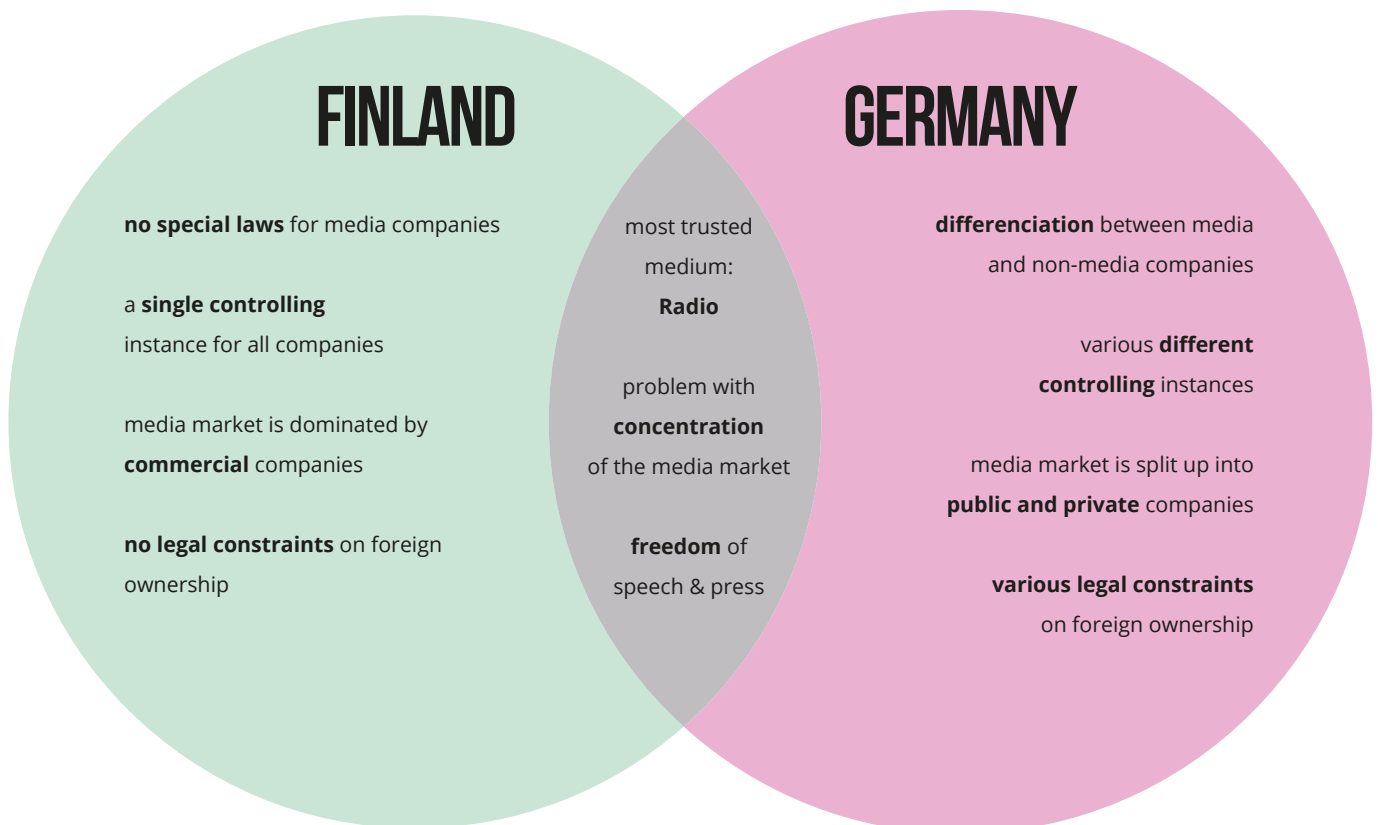 FINLAND
no special laws for media companies
a single controlling
instance for all companies
media market is dominated by
commercial companies
no legal constraints on foreign
ownership
most trusted
medium:
Radio
problem with
concentration
of the media market
freedom of
speech & press
GERMANY
differenciation between media
and non-media companies
various different
controlling instances
media market is split up into
public and private companies
various legal constraints
on foreign ownership